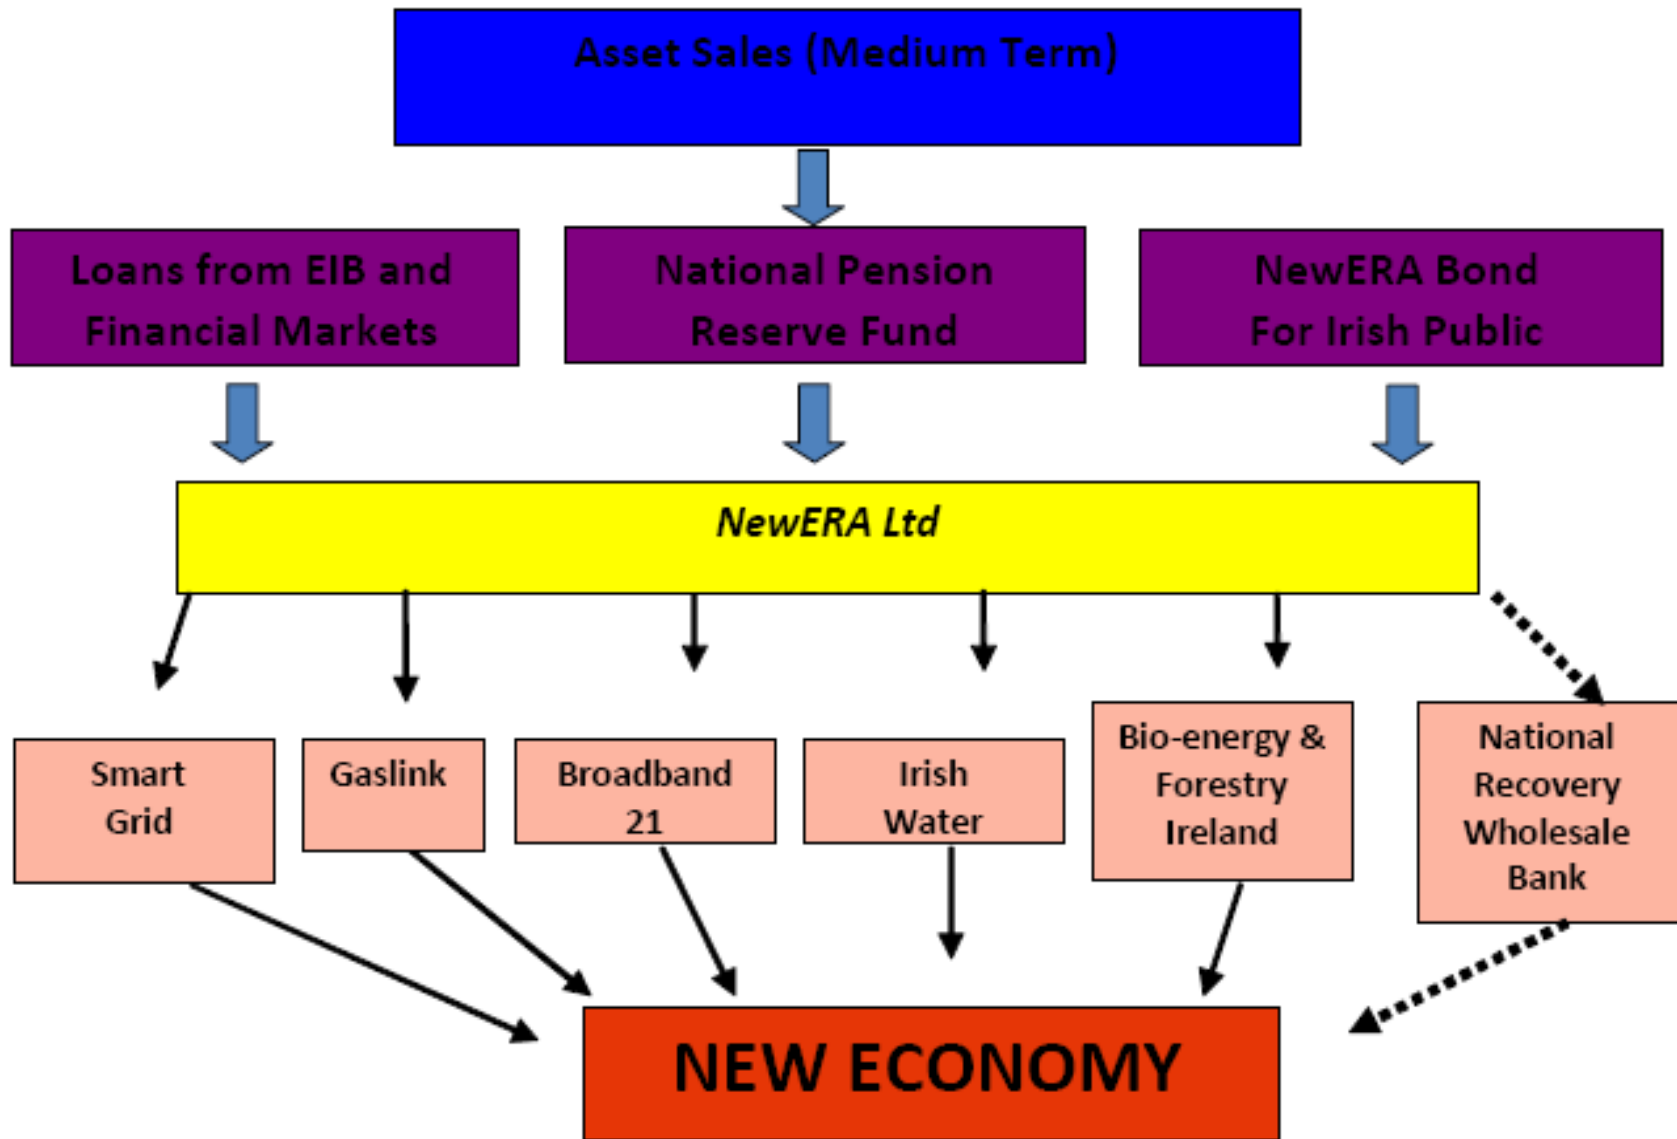 Asset Sales (Medium Term)
Loans from EIB and
Financial Markets
National Pension
Reserve Fund
NewERA Bond
For Irish Public
NewERA Ltd
Smart
Grid
Gaslink
Broadband
21
Irish
Water
Bio-energy &
Forestry
Ireland
National
Recovery
Wholesale
Bank
NEW ECONOMY